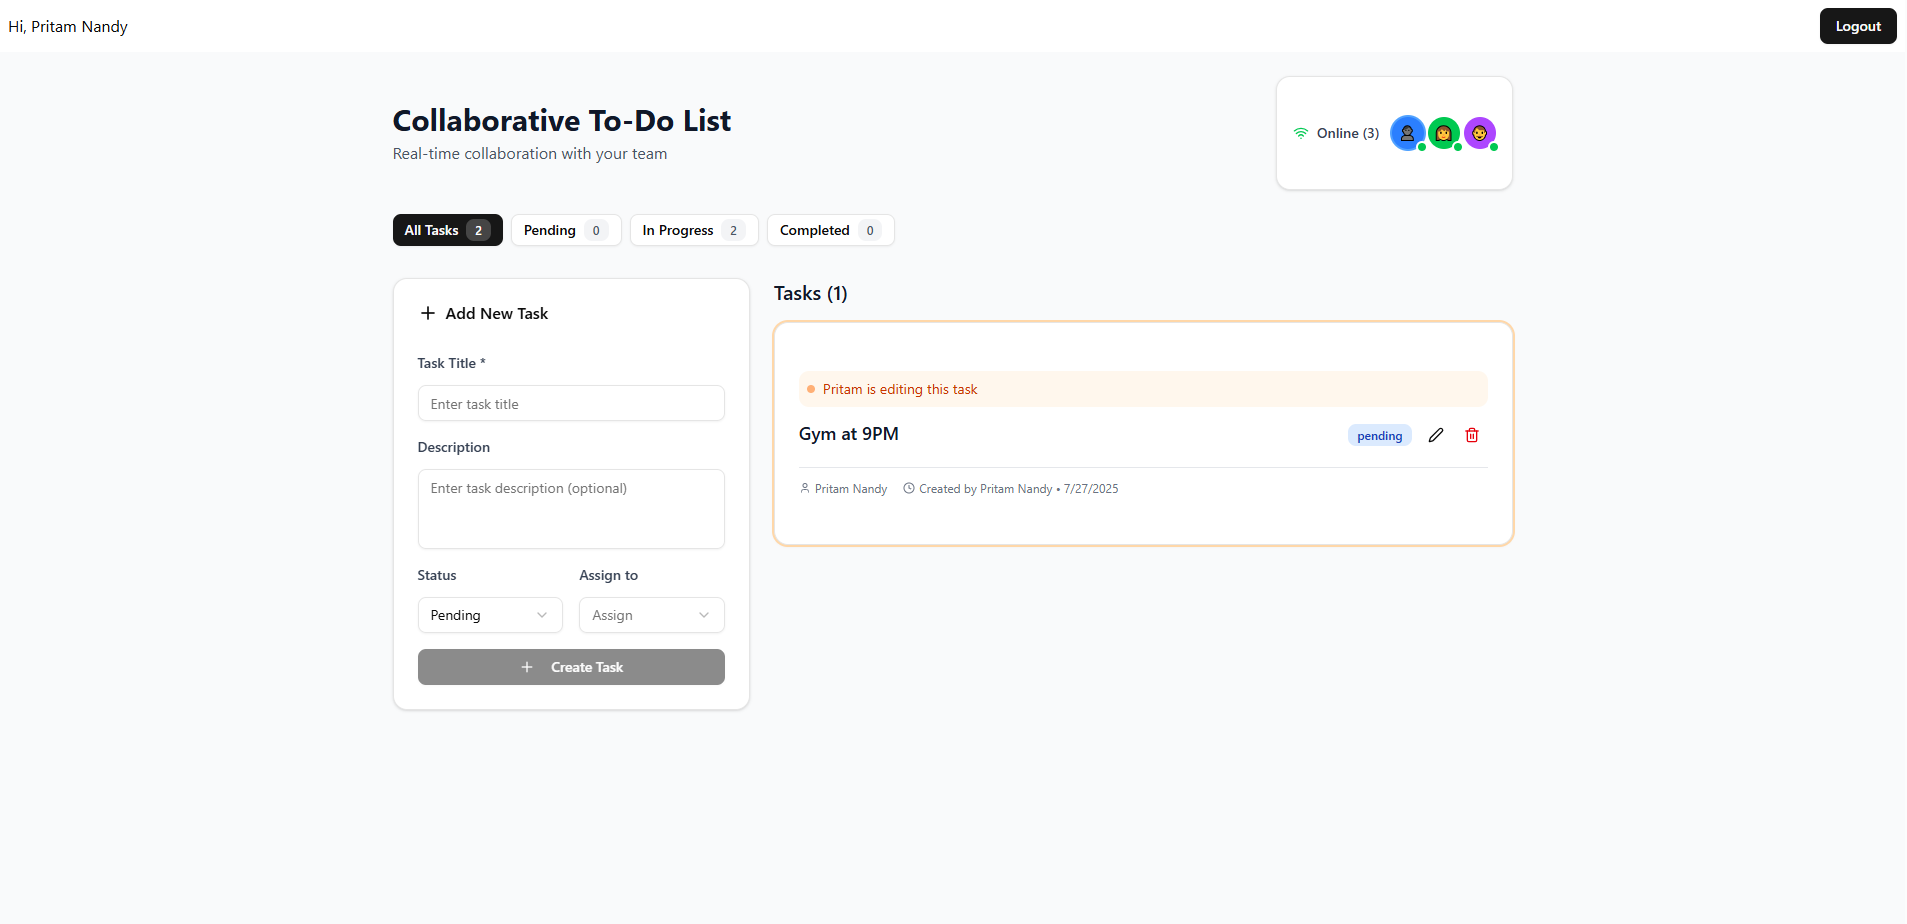 Hi, Pritam Nandy
Logout
Collaborative To-Do List
Real-time collaboration with your team
Online (3)
All Tasks 2
Pending 0
In Progress 2
Completed 0
Add New Task
Task Title *
Enter task title
Description
Enter task description (optional)
Status
Assign to
Pending
Assign
Create Task
Tasks (1)
Pritam is editing this task
Gym at 9PM
pending
Pritam Nandy
Created by Pritam Nandy • 7/27/2025